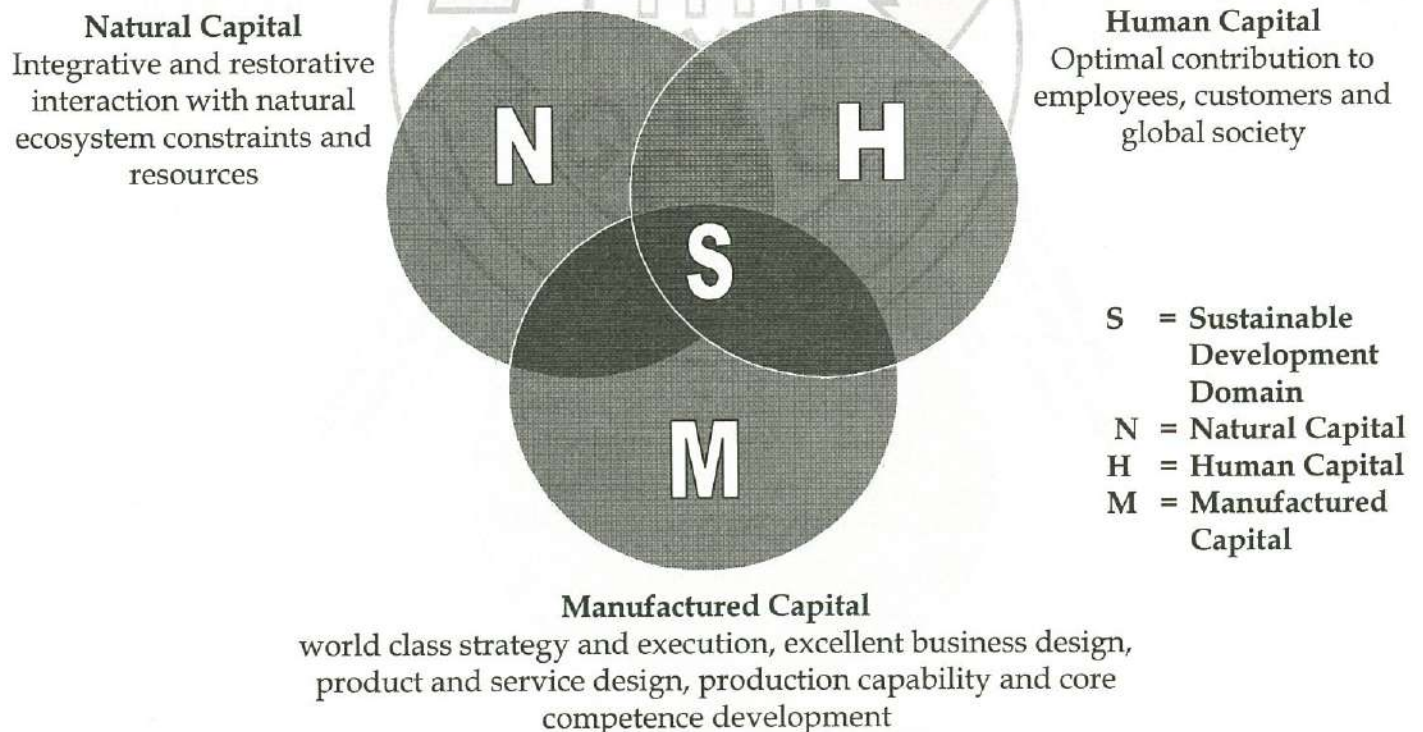 Natural Capital
Integrative and restorative
interaction with natural
ecosystem constraints and
resources
Human Capital
Optimal contribution to
employees, customers and
global society
N
H
S
M
S = Sustainable
Development
Domain
N = Natural Capital
H = Human Capital
M = Manufactured
Capital
Manufactured Capital
world class strategy and execution, excellent business design,
product and service design, production capability and core
competence development